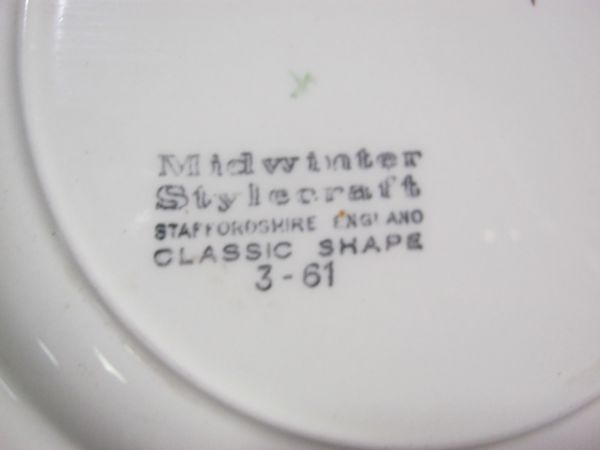 Midwinter
Stylecraft
STAFFORDSHIRE ENGLAND
CLASSIC SHAPE
3-61